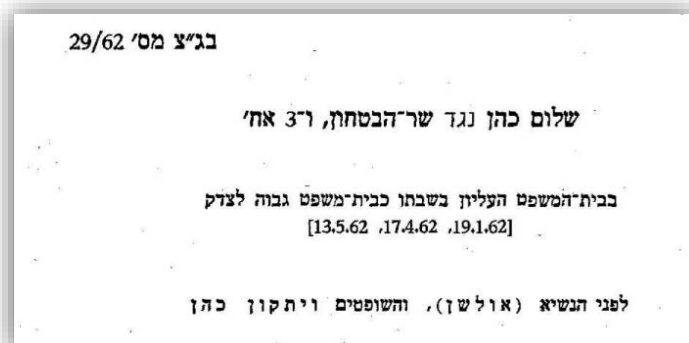 בג״צ מס׳ 29/62
שלום כהן נגד שר־הבטחון, ו־3 אח׳
בבית־המשפט העליון בשבתו כבית־משפט גבוה לצדק
[13.5.62 ,17.4.62 ,19.1.62]
לפני הנשיא (אולשן), והשופטים ויתקון כהן